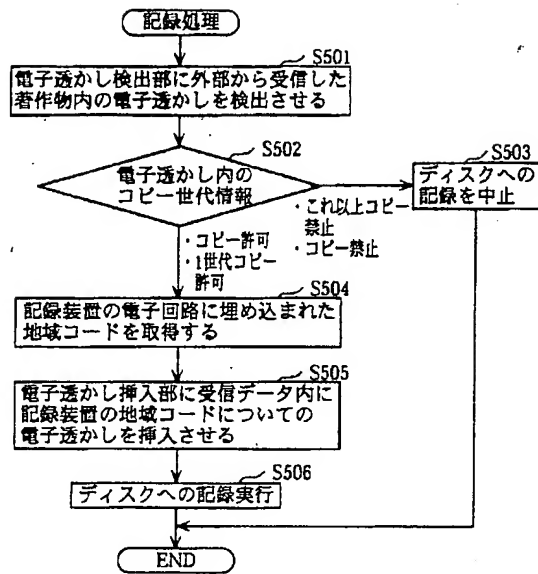 記録処理
S501
電子透かし検出部に外部から受信した
著作物内の電子透かしを検出させる
S502
電子透かし内の
コピー世代情報
S503
ディスクへの
記録を中止
・これ以上コピー
禁止
・コピー禁止
・コピー許可
・1世代コピー
許可
S504
記録装置の電子回路に埋め込まれた
地域コードを取得する
S505
電子透かし挿入部に受信データ内に
記録装置の地域コードについての
電子透かしを挿入させる
S506
ディスクへの記録実行
END